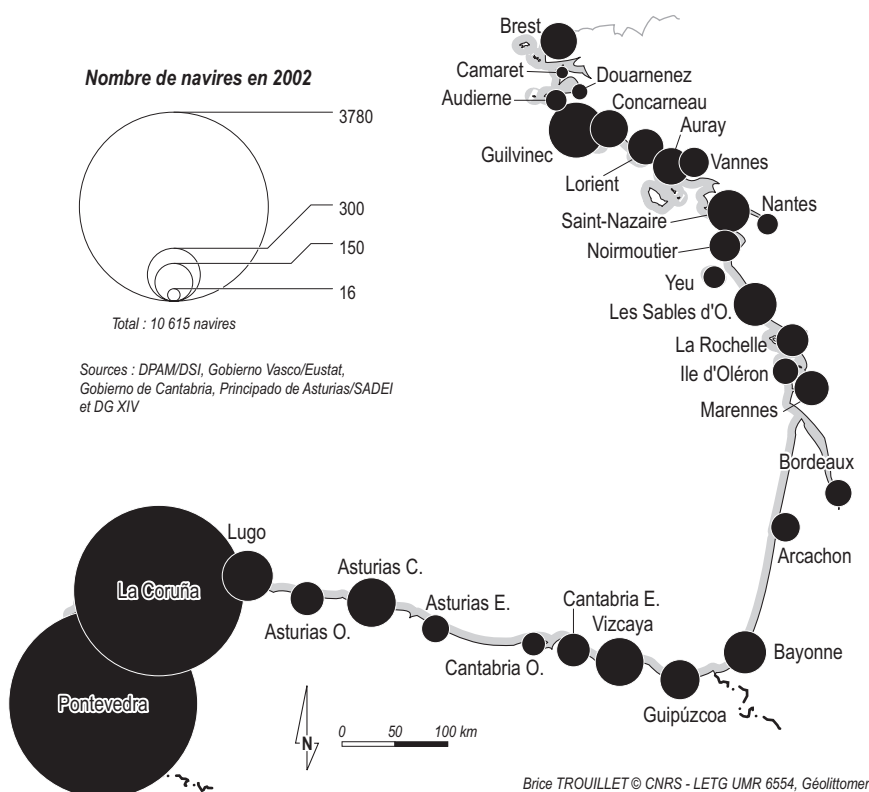 Nombre de navires en 2002
3780
300
150
16
Total : 10 615 navires
Sources : DPAM/DSI, Gobierno Vasco/Eustat,
Gobierno de Cantabria, Principado de Asturias/SADEI
et DG XIV
Brest
Camaret
Douarnenez
Audierne
Concarneau
Auray
Guilvinec
Vannes
Lorient
Nantes
Saint-Nazaire
Noirmoutier
Yeu
Les Sables d'O.
La Rochelle
Ile d'Oléron
Marennes
Bordeaux
Arcachon
Lugo
Asturias C.
La Coruña
Asturias E.
Cantabria E.
Vizcaya
Asturias O.
Cantabria O.
Bayonne
Pontevedra
Guipúzcoa
N
0 50 100 km
Brice TROUILLET © CNRS - LETG UMR 6554, Géolittomer